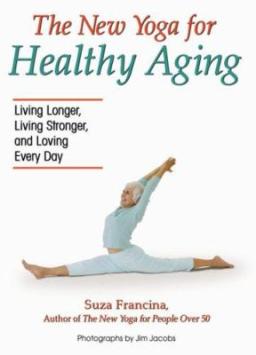 The New Yoga for
Healthy Aging
Living Longer,
Living Stronger,
and Loving
Every Day
Suza Francina,
Author of The New Yoga for People Over 50
Photographs by Jim Jacobs